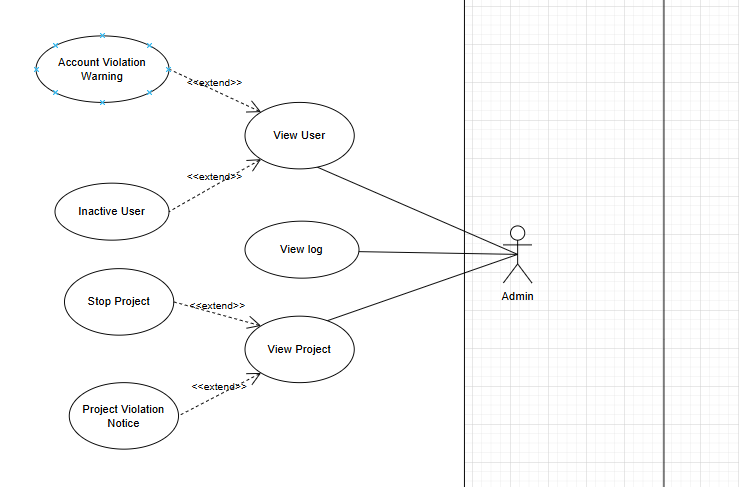 Account Violation
Warning
<<extend>>
View User
<<extend>>
Inactive User
View log
Admin
Stop Project
<<extend>>
View Project
<<extend>>
Project Violation
Notice